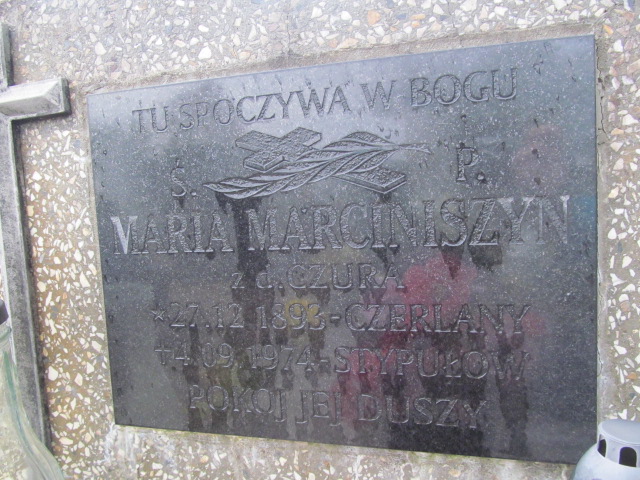 TU SPOCZYWA W BOGU
Ś. P.
MARIA MARCINISZYN
z d. CZURA
*27.12 1893-CZERLANY
+4.09.1974-STYPUŁÓW
POKÓJ JEJ DUSZY